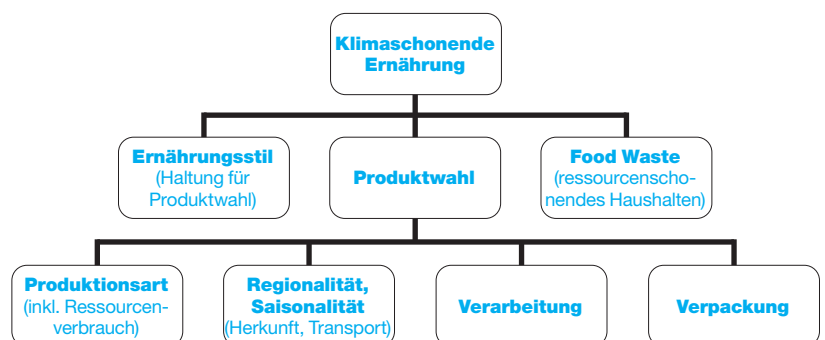 Klimaschonende
Ernährung
Ernährungsstil
(Haltung für
Produktwahl)
Produktwahl
Food Waste
(ressourcenscho-
nendes Haushalten)
Produktionsart
(inkl. Ressourcen-
verbrauch)
Regionalität,
Saisonalität
(Herkunft, Transport)
Verarbeitung
Verpackung